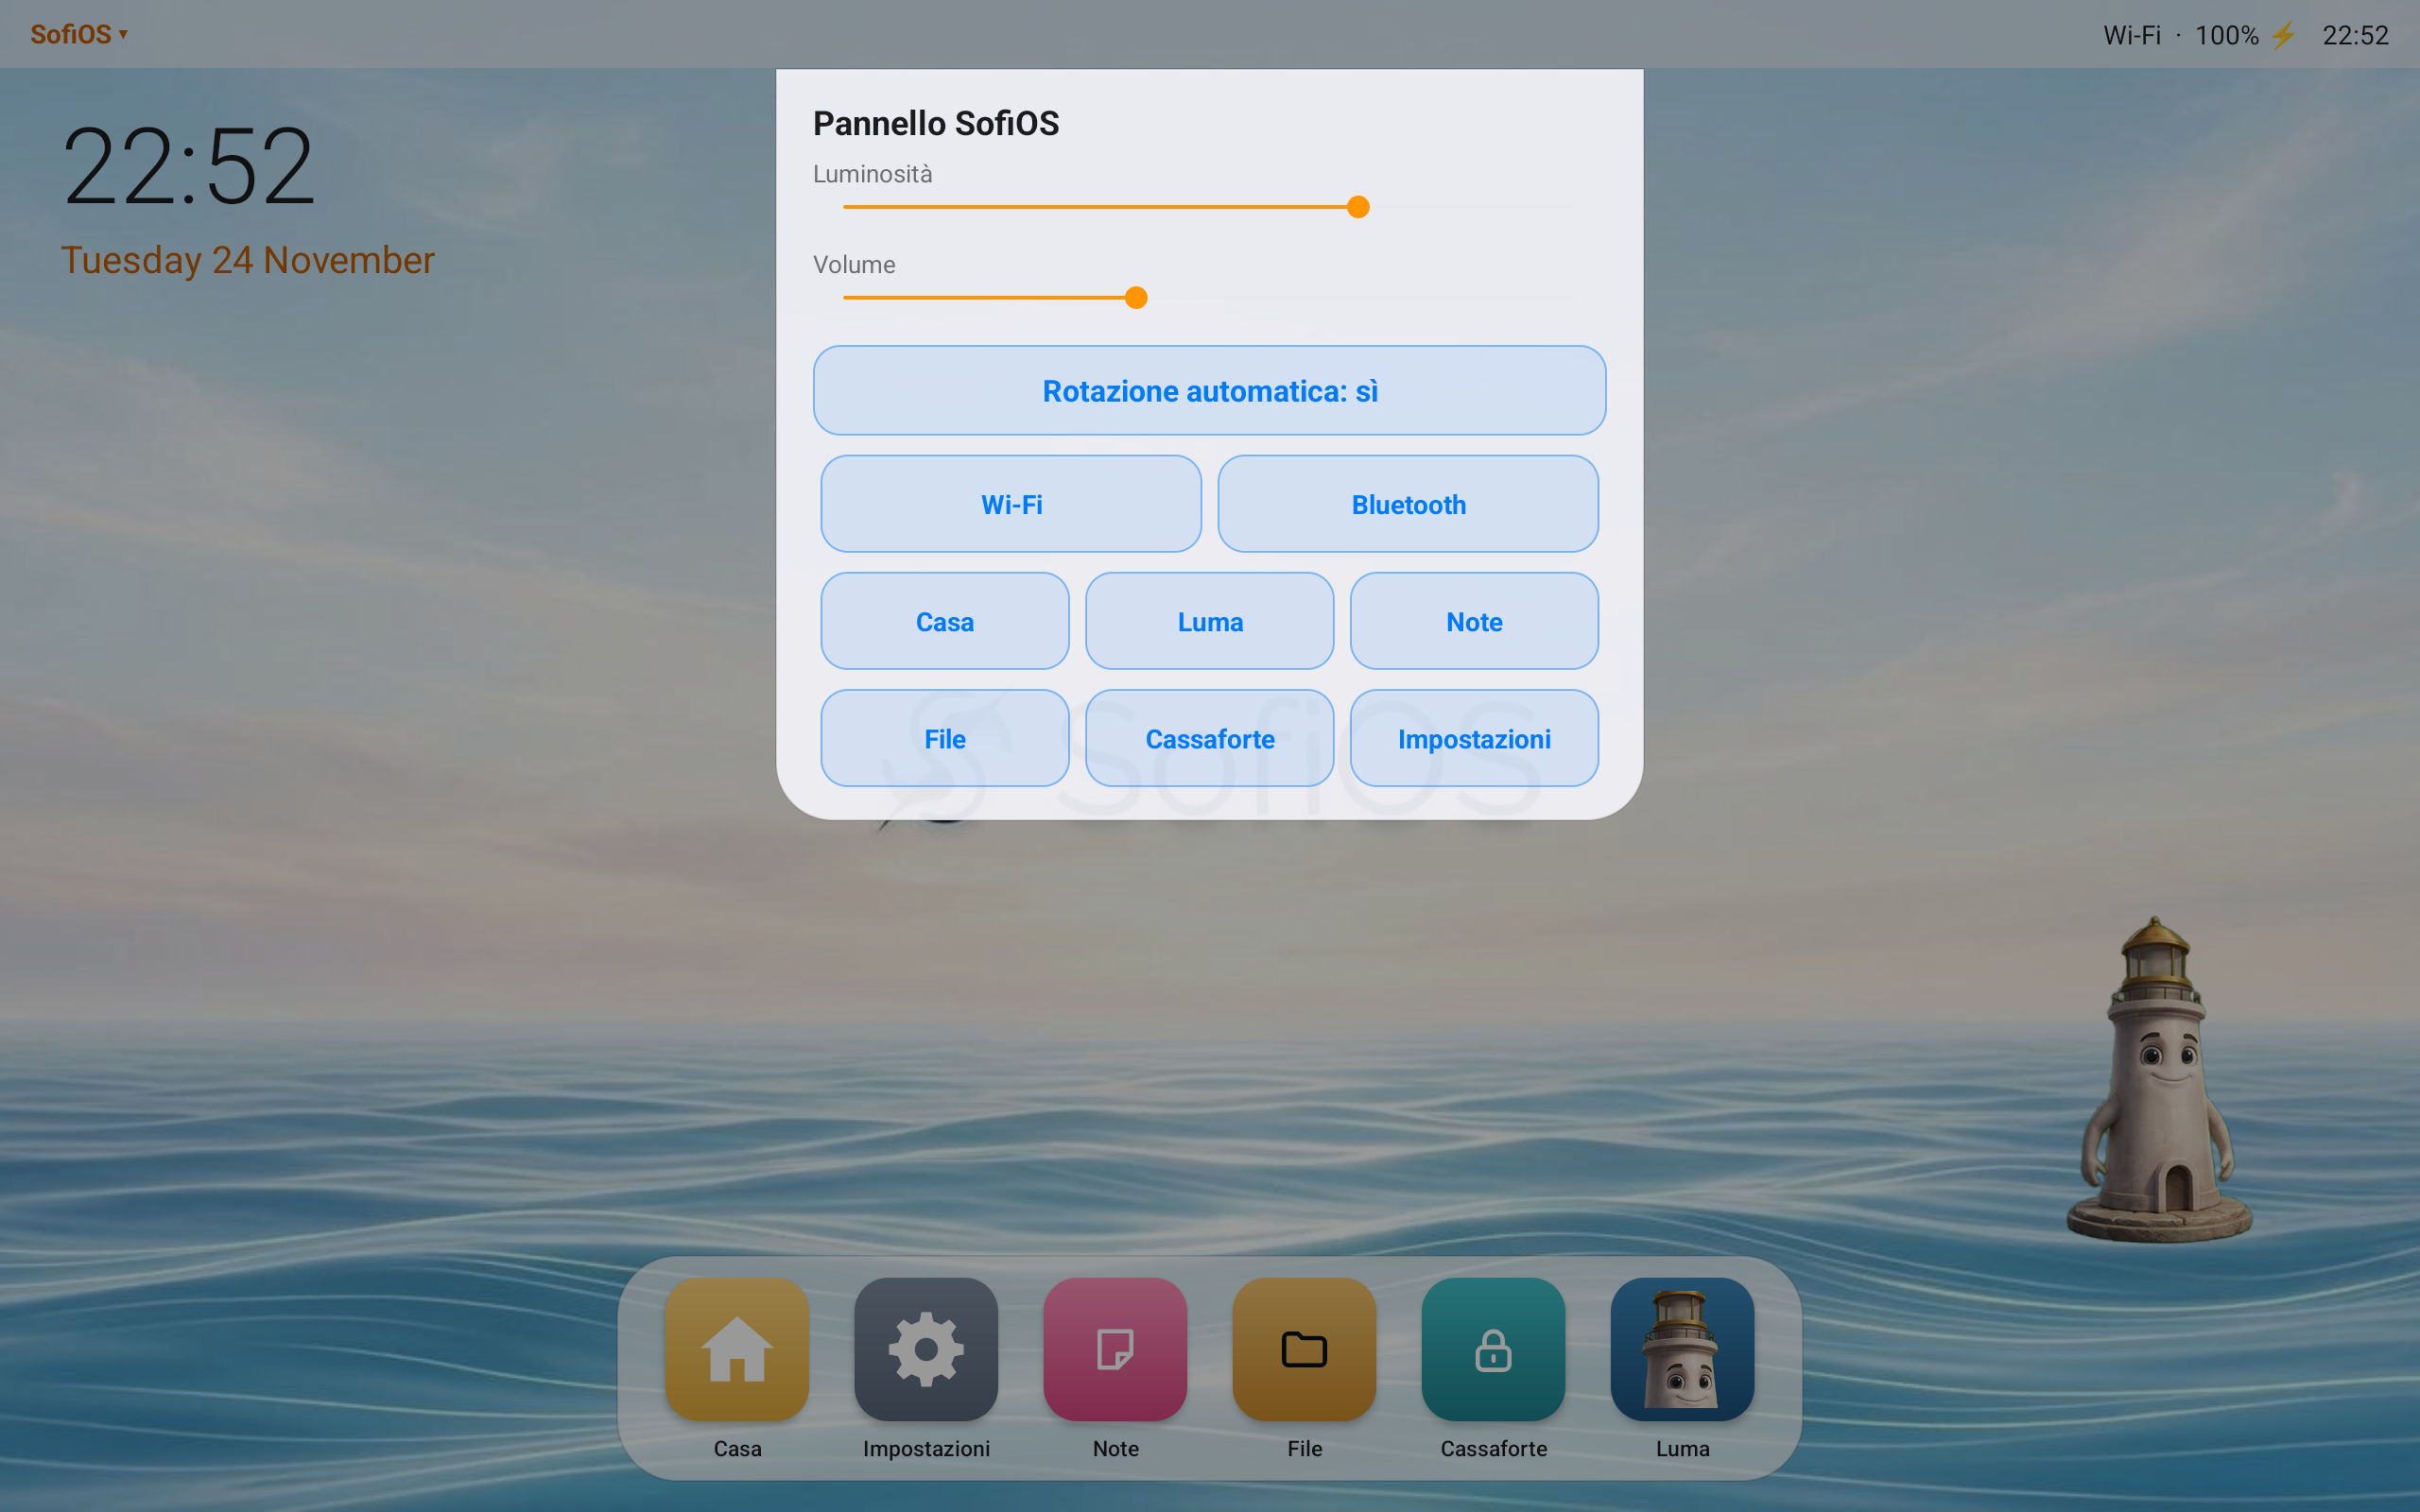 SofiOS ▾
Wi-Fi · 100% ⚡ 22:52
22:52
Tuesday 24 November
Pannello SofiOS
Luminosità
Volume
Rotazione automatica: sì
Wi-Fi
Bluetooth
Casa
Luma
Note
File
Cassaforte
Impostazioni
SofiOS
Casa
Impostazioni
Note
File
Cassaforte
Luma